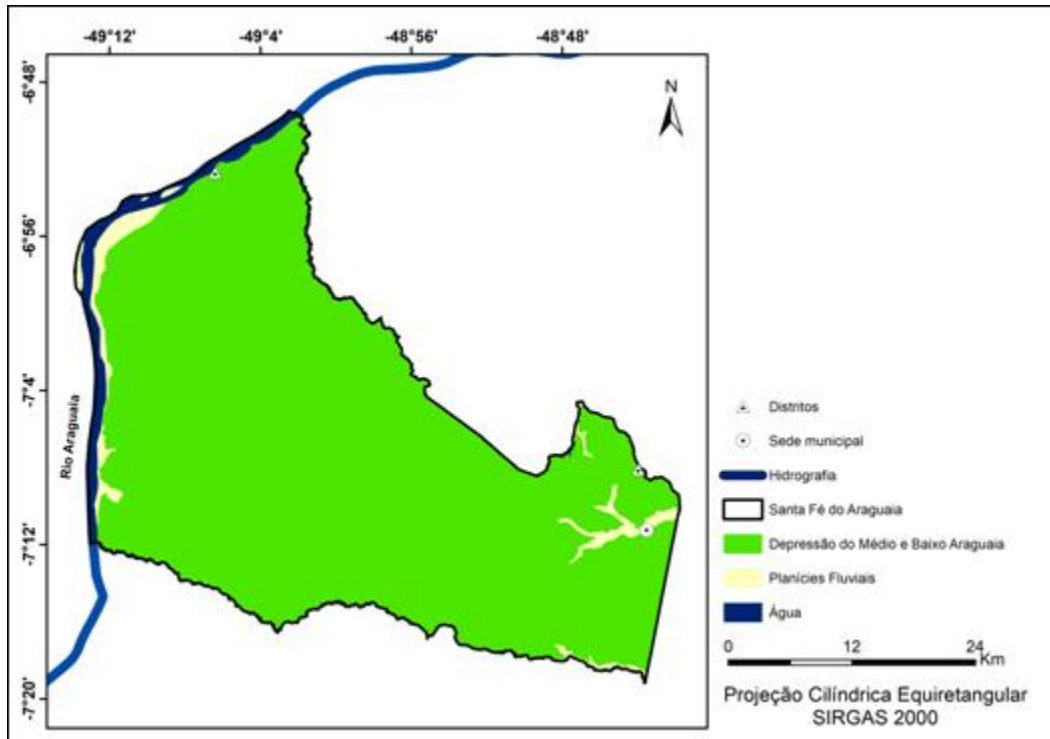 -49°12'
-49°4'
-48°56'
-48°48'
-6°48'
-6°56'
-7°4'
-7°12'
-7°20'
N
Rio Araguaia
Distritos
Sede municipal
Hidrografia
Santa Fé do Araguaia
Depressão do Médio e Baixo Araguaia
Planícies Fluviais
Água
0 12 24
Km
Projeção Cilíndrica Equiretangular
SIRGAS 2000